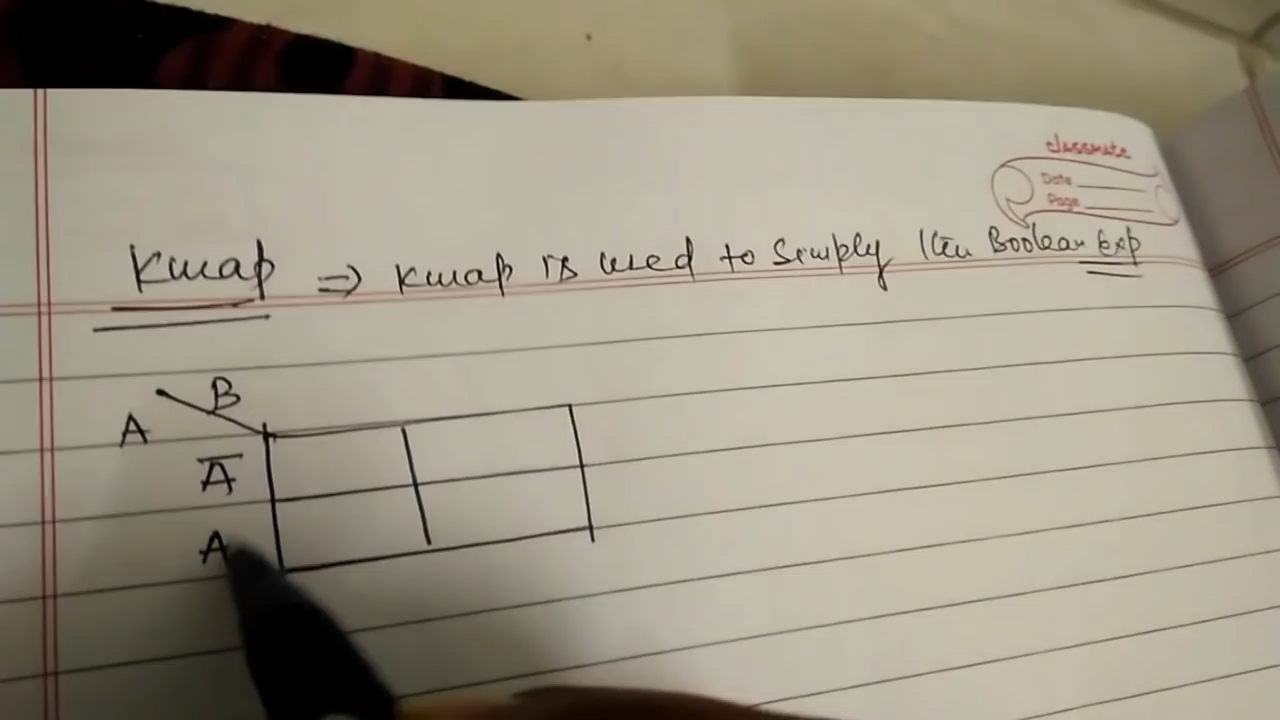 classmate
Date
Page
Kmap => Kmap is used to Simply the Boolean Exp
B
A
A̅
A